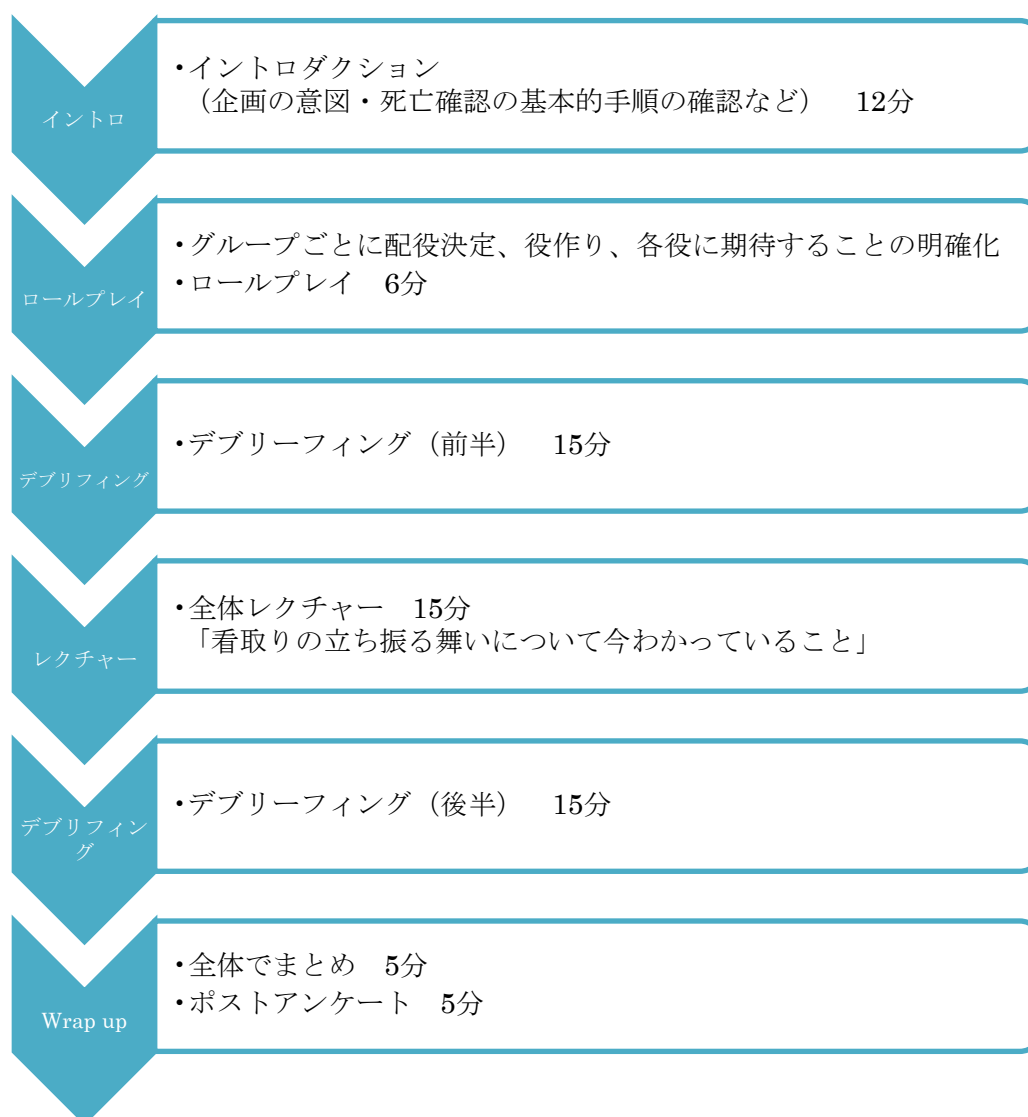 イントロ
・イントロダクション
（企画の意図・死亡確認の基本的手順の確認など）　12分
ロールプレイ
・グループごとに配役決定、役作り、各役に期待することの明確化
・ロールプレイ　6分
デブリフィング
・デブリーフィング（前半）　15分
レクチャー
・全体レクチャー　15分
「看取りの立ち振る舞いについて今わかっていること」
デブリフィン
グ
・デブリーフィング（後半）　15分
Wrap up
・全体でまとめ　5分
・ポストアンケート　5分